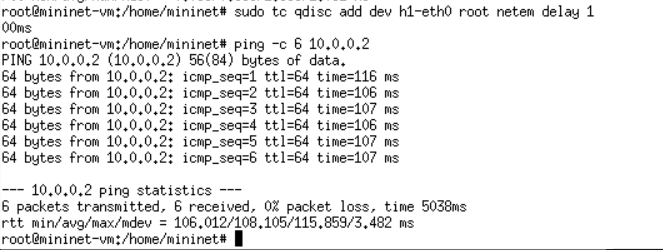 root@mininet-vm:/home/mininet# sudo tc qdisc add dev h1-eth0 root netem delay 1
00ms
root@mininet-vm:/home/mininet# ping -c 6 10.0.0.2
PING 10.0.0.2 (10.0.0.2) 56(84) bytes of data.
64 bytes from 10.0.0.2: icmp_seq=1 ttl=64 time=116 ms
64 bytes from 10.0.0.2: icmp_seq=2 ttl=64 time=106 ms
64 bytes from 10.0.0.2: icmp_seq=3 ttl=64 time=107 ms
64 bytes from 10.0.0.2: icmp_seq=4 ttl=64 time=106 ms
64 bytes from 10.0.0.2: icmp_seq=5 ttl=64 time=107 ms
64 bytes from 10.0.0.2: icmp_seq=6 ttl=64 time=107 ms
--- 10.0.0.2 ping statistics ---
6 packets transmitted, 6 received, 0% packet loss, time 5038ms
rtt min/avg/max/mdev = 106.012/108.105/115.859/3.482 ms
root@mininet-vm:/home/mininet#